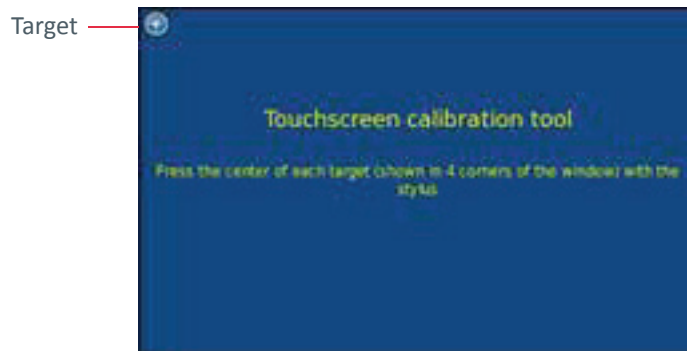 Target
Touchscreen calibration tool
Press the center of each target (shown in 4 corners of the window) with the
stylus